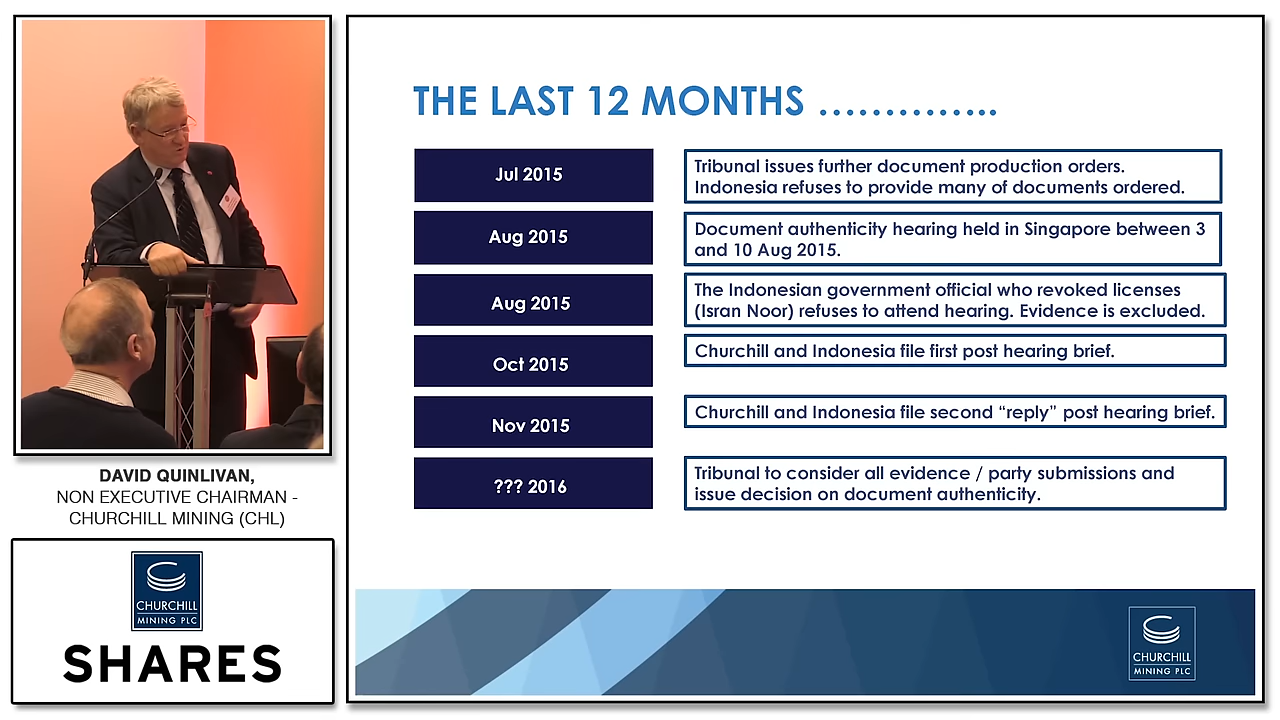 DAVID QUINLIVAN,
NON EXECUTIVE CHAIRMAN -
CHURCHILL MINING (CHL)
CHURCHILL
MINING PLC
SHARES
THE LAST 12 MONTHS …………..
Jul 2015
Tribunal issues further document production orders.
Indonesia refuses to provide many of documents ordered.
Aug 2015
Document authenticity hearing held in Singapore between 3
and 10 Aug 2015.
Aug 2015
The Indonesian government official who revoked licenses
(Isran Noor) refuses to attend hearing. Evidence is excluded.
Oct 2015
Churchill and Indonesia file first post hearing brief.
Nov 2015
Churchill and Indonesia file second “reply” post hearing brief.
??? 2016
Tribunal to consider all evidence / party submissions and
issue decision on document authenticity.
CHURCHILL
MINING PLC